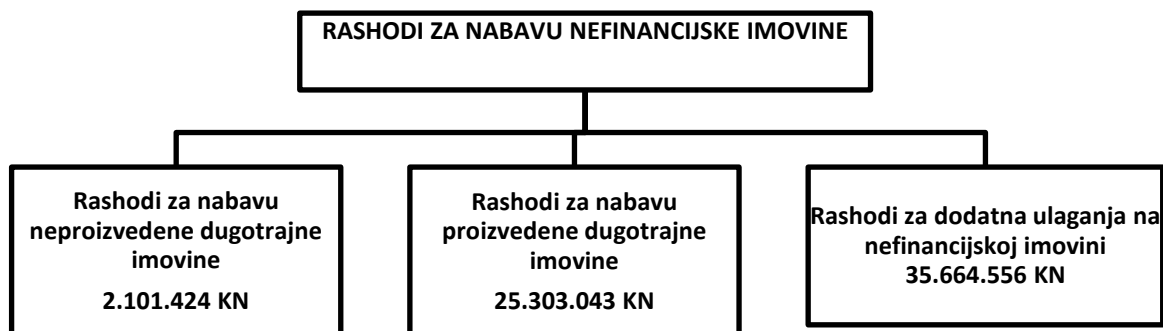 RASHODI ZA NABAVU NEFINANCIJSKE IMOVINE
Rashodi za nabavu
neproizvedene dugotrajne
imovine
2.101.424 KN
Rashodi za nabavu
proizvedene dugotrajne
imovine
25.303.043 KN
Rashodi za dodatna ulaganja na
nefinancijskoj imovini
35.664.556 KN